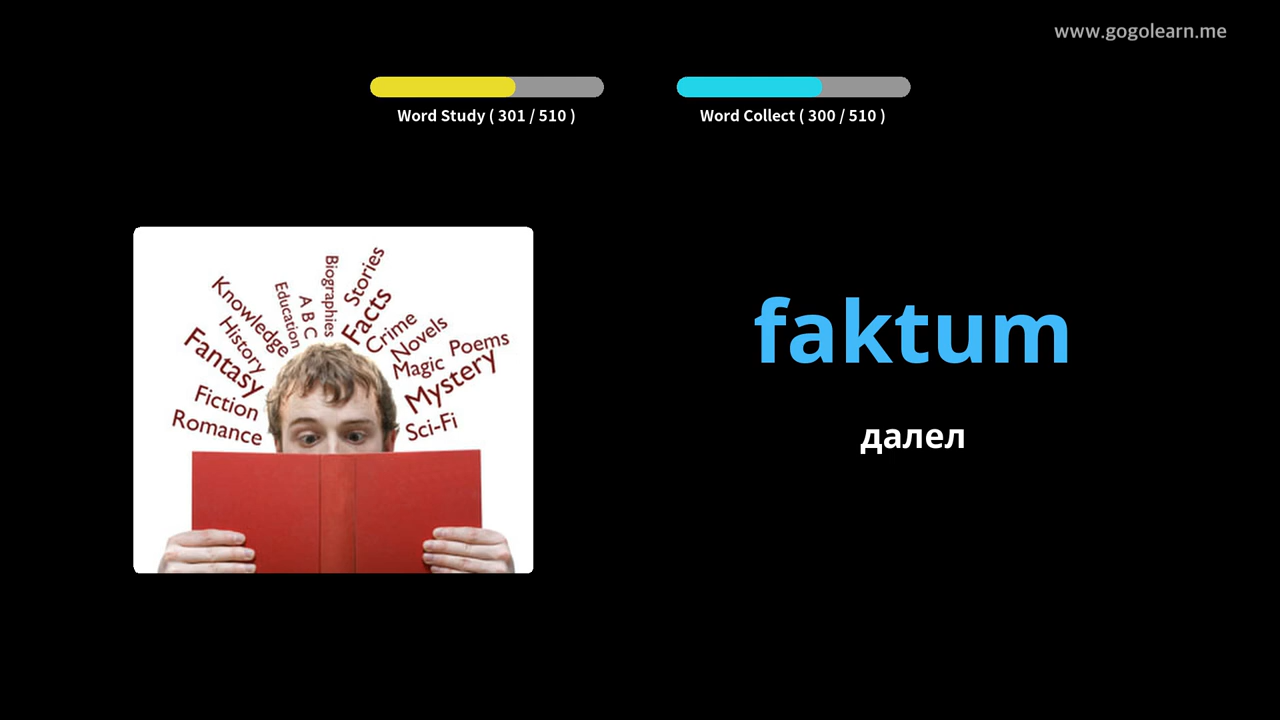 www.gogolearn.me
Word Study ( 301 / 510 )
Word Collect ( 300 / 510 )
Biographies
Stories
Education
A B C
Facts
Knowledge
Crime
History
Novels
Poems
Fantasy
Magic
Mystery
Fiction
Romance
Sci-Fi
faktum
далел